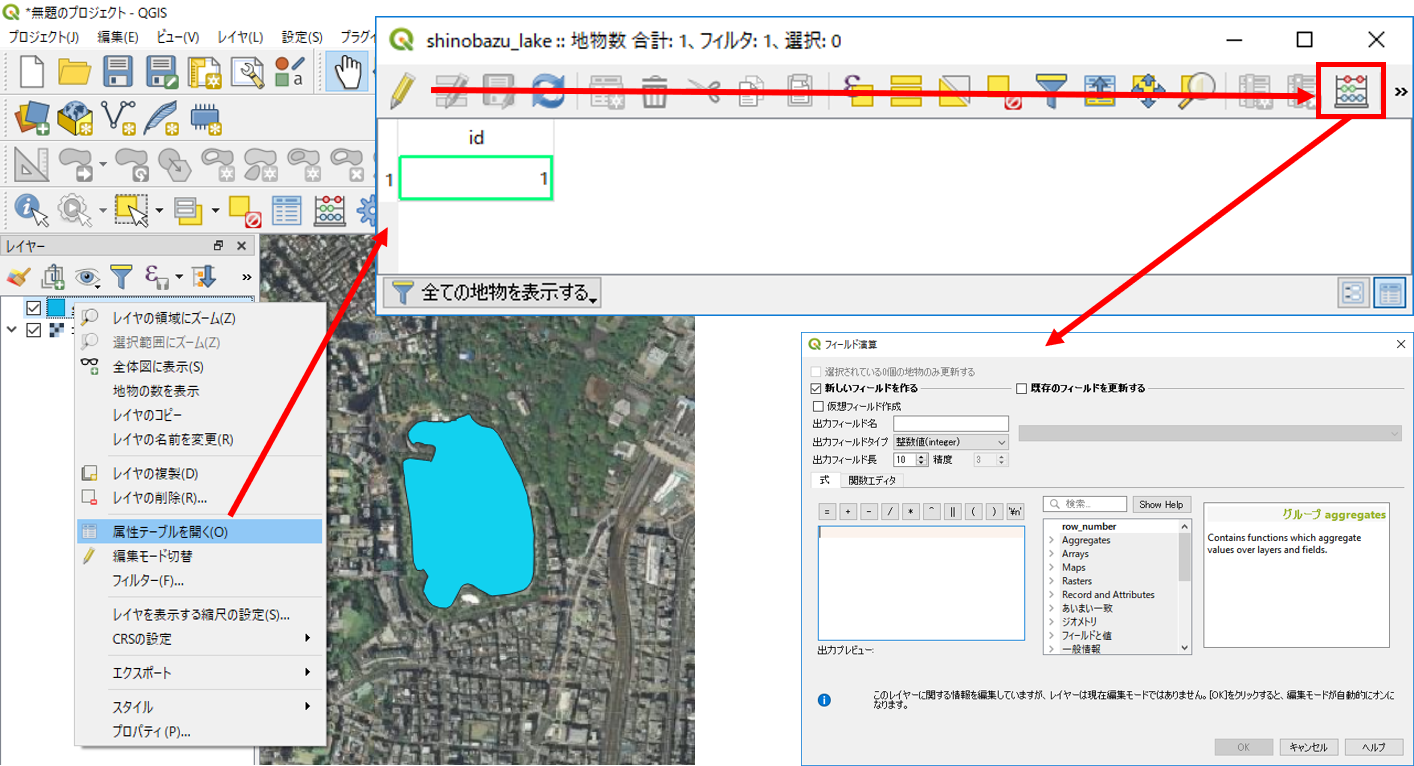 *無題のプロジェクト - QGIS
プロジェクト(J) 編集(E) ビュー(V) レイヤ(L) 設定(S) プラグイ
レイヤー
レイヤの領域にズーム(Z)
選択範囲にズーム(Z)
全体図に表示(S)
地物の数を表示
レイヤのコピー
レイヤの名前を変更(R)
レイヤの複製(D)
レイヤの削除(R)...
属性テーブルを開く(O)
編集モード切替
フィルター(F)...
レイヤを表示する縮尺の設定(S)...
CRSの設定
エクスポート
スタイル
プロパティ(P)...
shinobazu_lake :: 地物数 合計: 1、フィルタ: 1、選択: 0
id
1 1
全ての地物を表示する
フィールド演算
選択されている0個の地物のみ更新する
新しいフィールドを作る 既存のフィールドを更新する
仮想フィールド作成
出力フィールド名
出力フィールドタイプ 整数値(integer)
出力フィールド長 10 精度 3
式 関数エディタ
= + - / * ^ || ( ) '¥n'
検索... Show Help
row_number
Aggregates
Arrays
Maps
Rasters
Record and Attributes
あいまい一致
ジオメトリ
フィールドと値
一般情報
グループ aggregates
Contains functions which aggregate
values over layers and fields.
出力プレビュー:
このレイヤーに関する情報を編集していますが、レイヤーは現在編集モードではありません。[OK]をクリックすると、編集モードが自動的にオンに
なります。
OK キャンセル ヘルプ